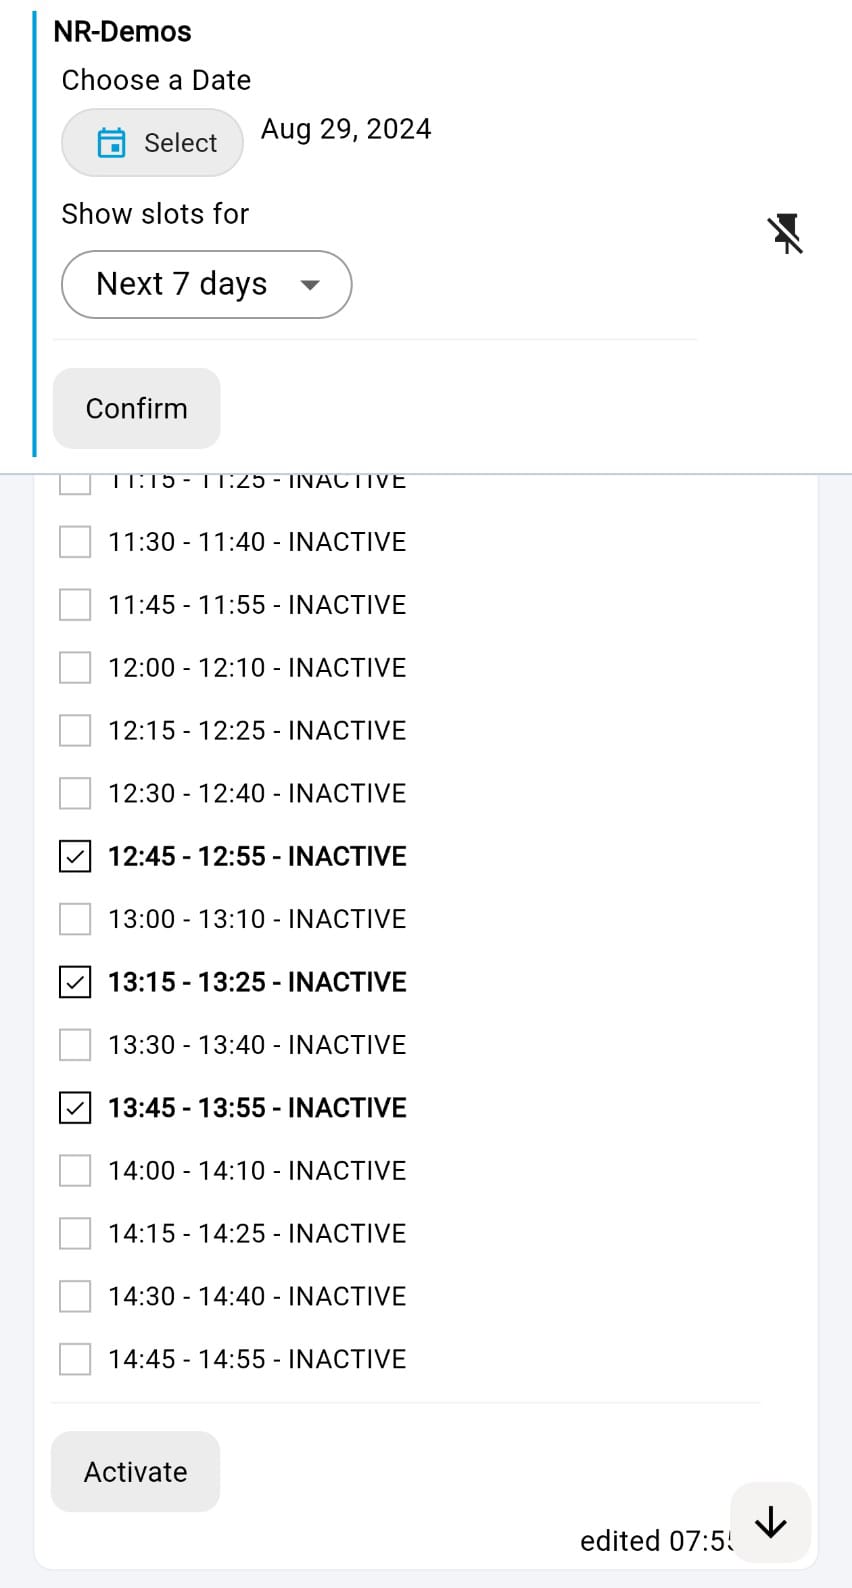 NR-Demos
Choose a Date
Select
Aug 29, 2024
Show slots for
Next 7 days
Confirm
11:15 - 11:25 - INACTIVE
11:30 - 11:40 - INACTIVE
11:45 - 11:55 - INACTIVE
12:00 - 12:10 - INACTIVE
12:15 - 12:25 - INACTIVE
12:30 - 12:40 - INACTIVE
12:45 - 12:55 - INACTIVE
13:00 - 13:10 - INACTIVE
13:15 - 13:25 - INACTIVE
13:30 - 13:40 - INACTIVE
13:45 - 13:55 - INACTIVE
14:00 - 14:10 - INACTIVE
14:15 - 14:25 - INACTIVE
14:30 - 14:40 - INACTIVE
14:45 - 14:55 - INACTIVE
Activate
edited